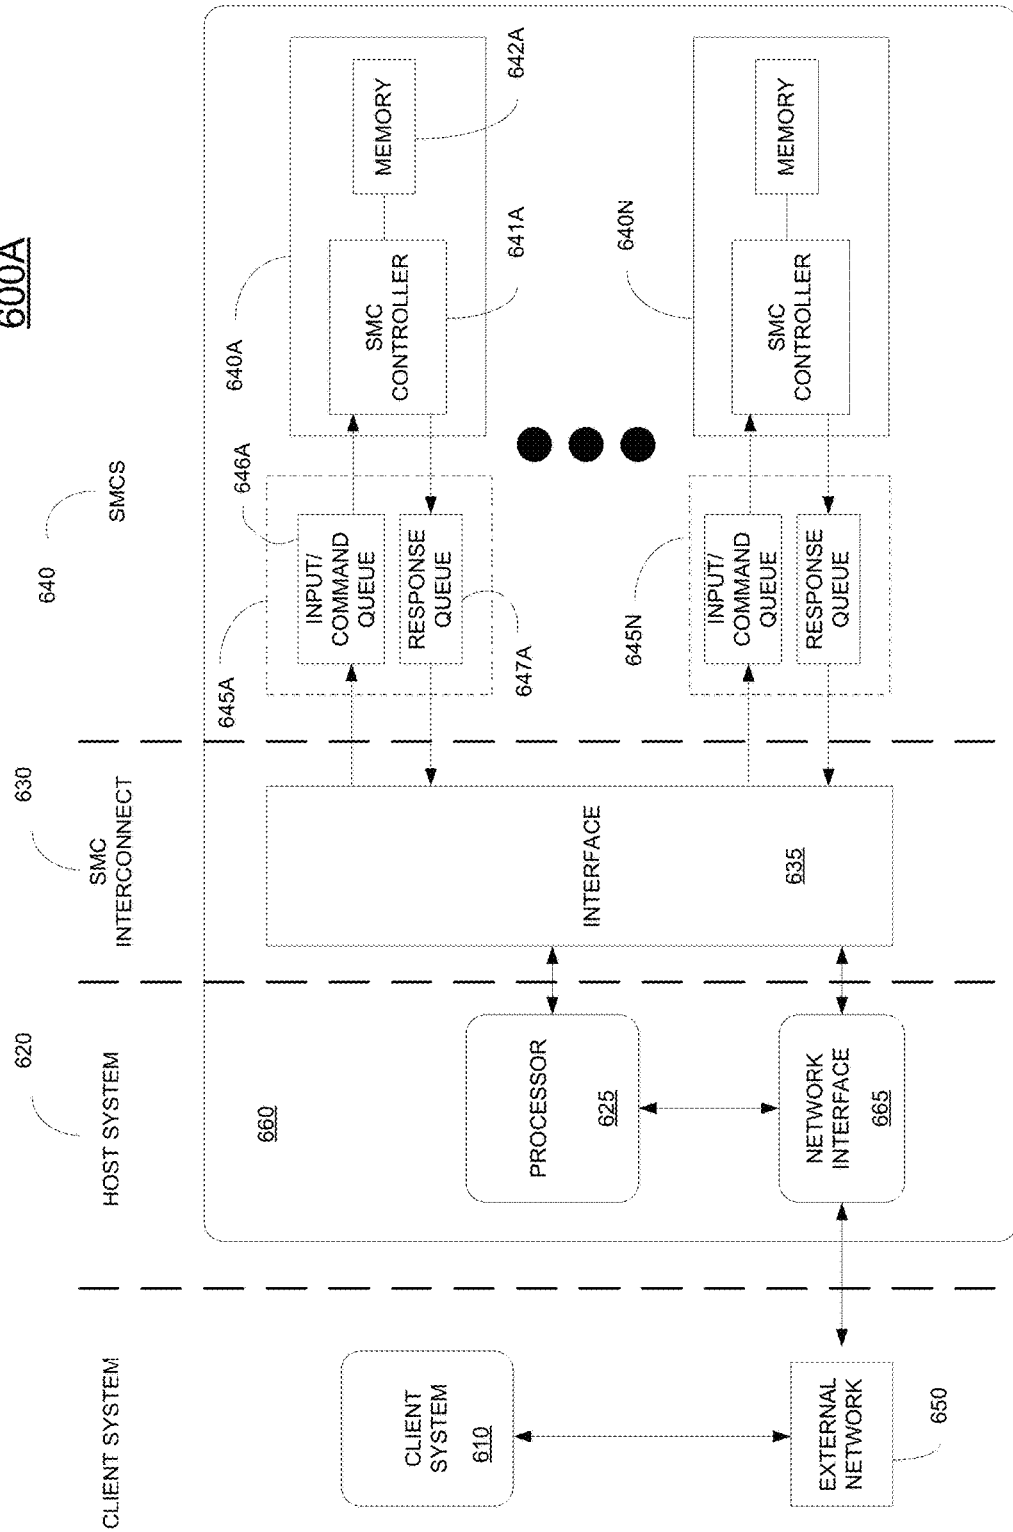 600A
CLIENT SYSTEM
HOST SYSTEM
620
SMC
INTERCONNECT
630
SMCS
640
660
CLIENT
SYSTEM
610
EXTERNAL
NETWORK
650
PROCESSOR
625
NETWORK
INTERFACE
665
INTERFACE
635
645A
646A
INPUT/
COMMAND
QUEUE
RESPONSE
QUEUE
647A
640A
SMC
CONTROLLER
641A
MEMORY
642A
645N
INPUT/
COMMAND
QUEUE
RESPONSE
QUEUE
640N
SMC
CONTROLLER
MEMORY